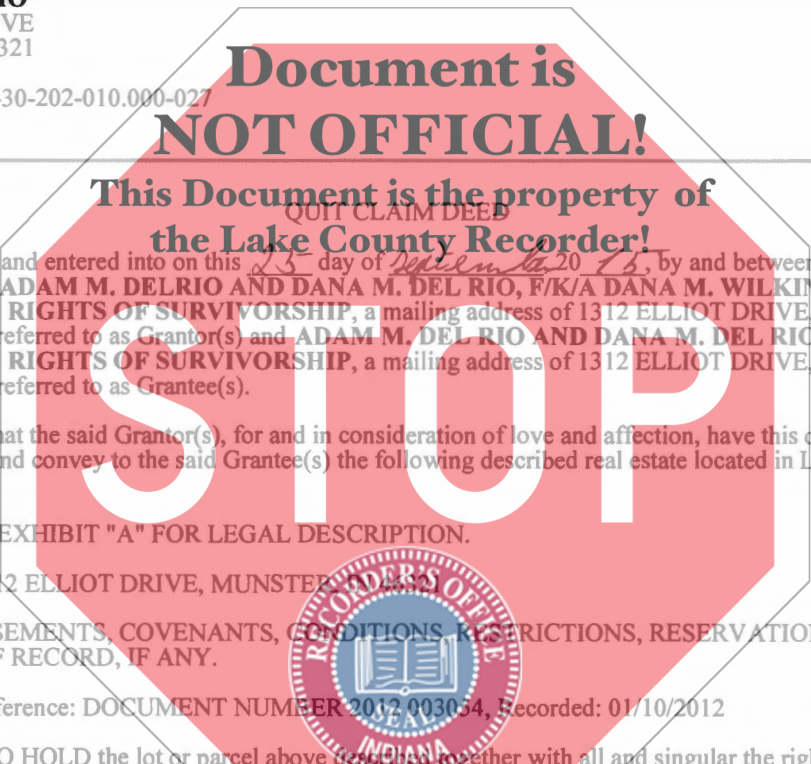 VE
321
-30-202-010.000-027
Document is
NOT OFFICIAL!
This Document is the property of
the Lake County Recorder!
QUIT CLAIM DEED
and entered into on this 25 day of September 20 15, by and between
ADAM M. DELRIO AND DANA M. DEL RIO, F/K/A DANA M. WILKIN
RIGHTS OF SURVIVORSHIP, a mailing address of 1312 ELLIOT DRIVE,
referred to as Grantor(s) and ADAM M. DEL RIO AND DANA M. DEL RIO
RIGHTS OF SURVIVORSHIP, a mailing address of 1312 ELLIOT DRIVE,
referred to as Grantee(s).
hat the said Grantor(s), for and in consideration of love and affection, have this d
nd convey to the said Grantee(s) the following described real estate located in L
EXHIBIT "A" FOR LEGAL DESCRIPTION.
2 ELLIOT DRIVE, MUNSTER, IN 46321
SEMENTS, COVENANTS, CONDITIONS, RESTRICTIONS, RESERVATIO
F RECORD, IF ANY.
ference: DOCUMENT NUMBER 2012 003054, Recorded: 01/10/2012
O HOLD the lot or parcel above described together with all and singular the righ
STOP
RECORDER'S OFFICE
SEAL
INDIANA